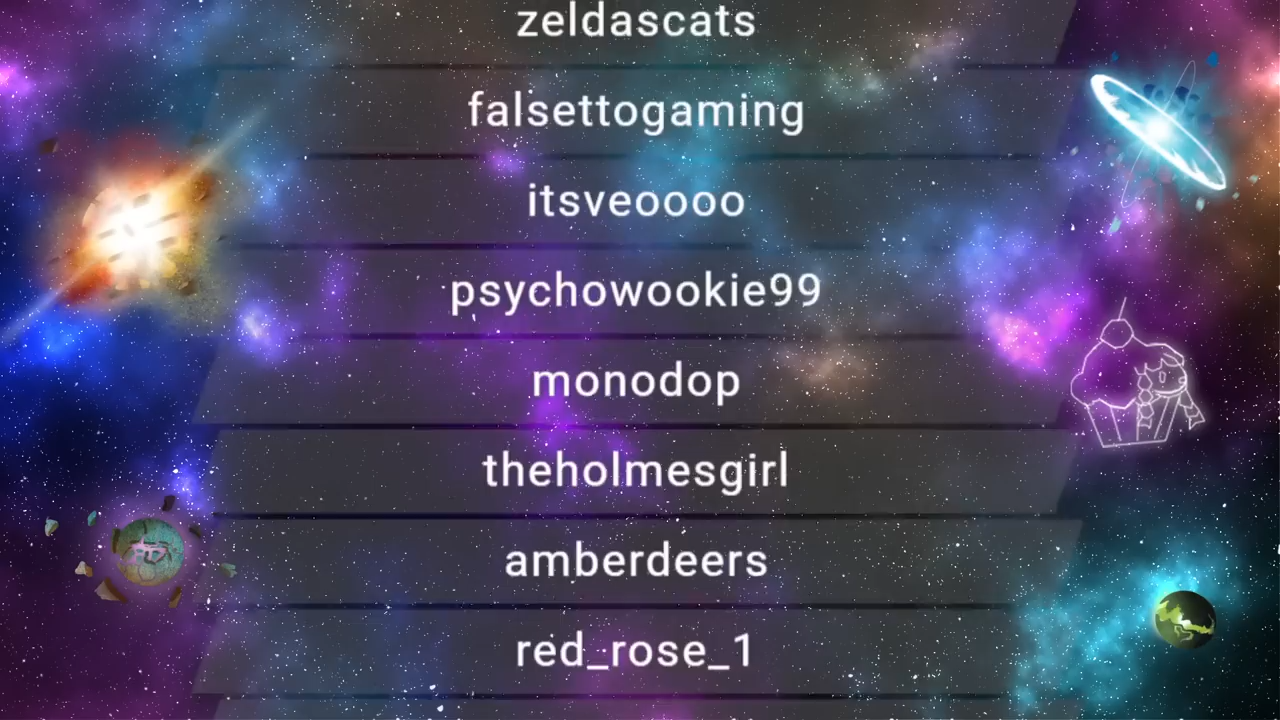 zeldascats
falsettogaming
itsveoooo
psychowookie99
monodop
theholmesgirl
amberdeers
red_rose_1